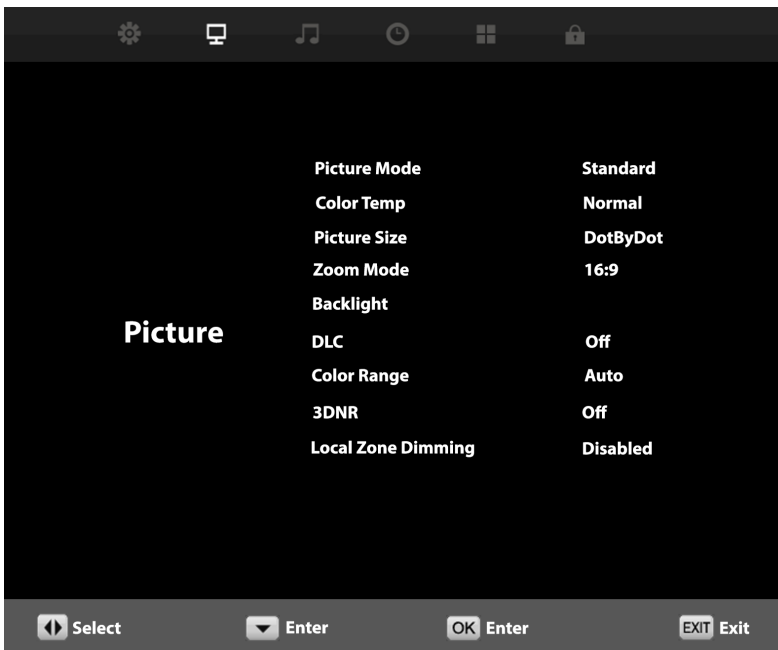 Picture
Picture Mode Standard
Color Temp Normal
Picture Size DotByDot
Zoom Mode 16:9
Backlight
DLC Off
Color Range Auto
3DNR Off
Local Zone Dimming Disabled
Select Enter OK Enter EXIT Exit